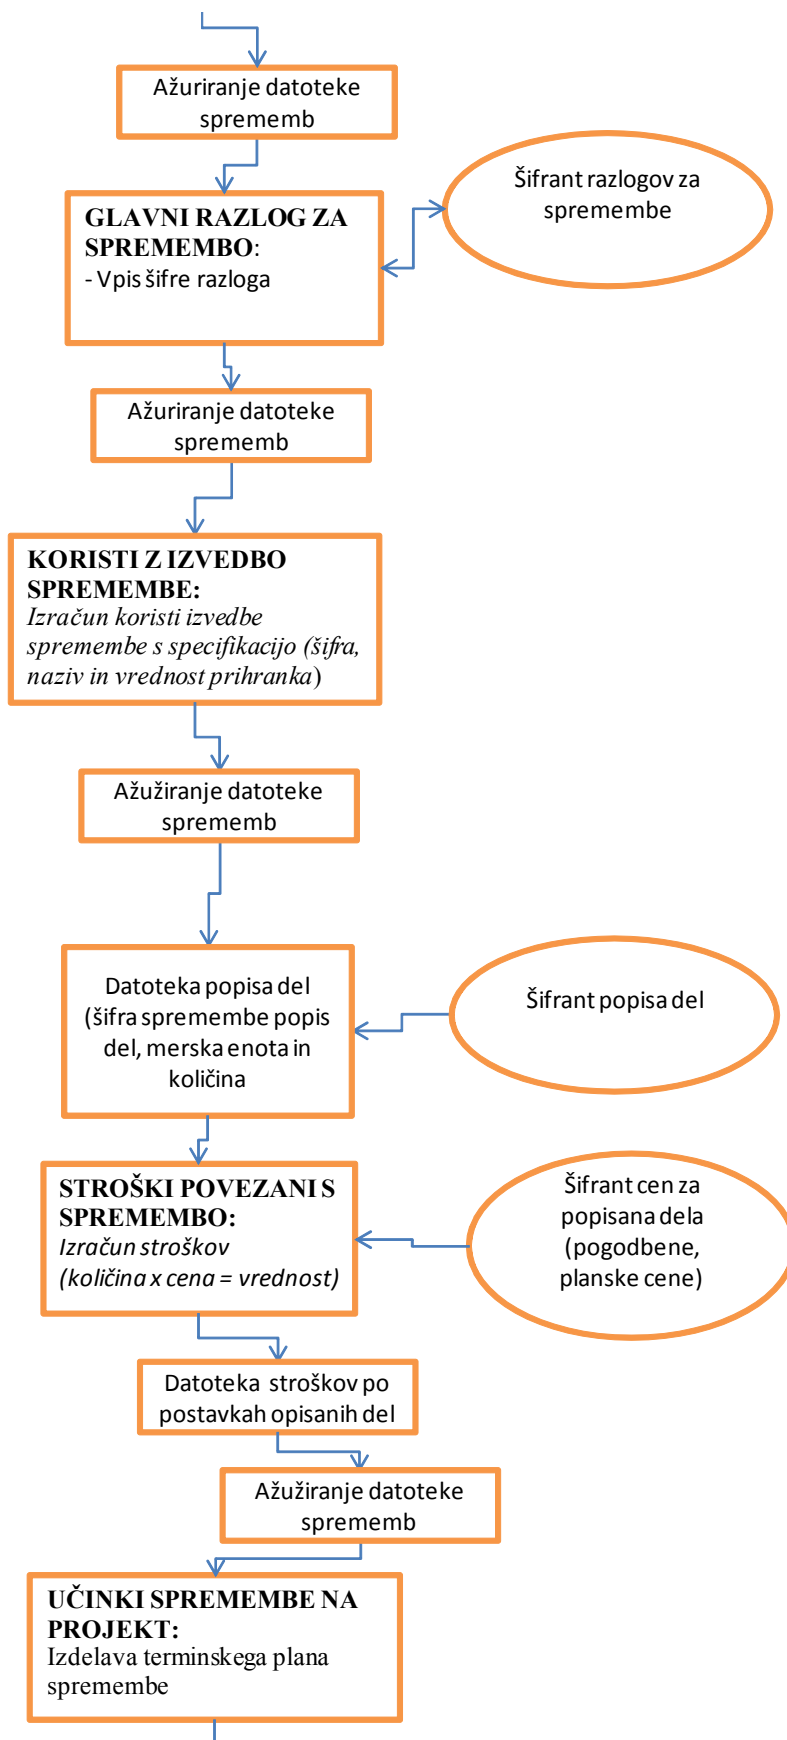 Ažuriranje datoteke
sprememb
Šifrant razlogov za
spremembe
GLAVNI RAZLOG ZA
SPREMEMBO:
- Vpis šifre razloga
Ažuriranje datoteke
sprememb
KORISTI Z IZVEDBO
SPREMEMBE:
Izračun koristi izvedbe
spremembe s specifikacijo (šifra,
naziv in vrednost prihranka)
Ažužiranje datoteke
sprememb
Datoteka popisa del
(šifra spremembe popis
del, merska enota in
količina
Šifrant popisa del
STROŠKI POVEZANI S
SPREMEMBO:
Izračun stroškov
(količina x cena = vrednost)
Šifrant cen za
popisana dela
(pogodbene,
planske cene)
Datoteka stroškov po
postavkah opisanih del
Ažužiranje datoteke
sprememb
UČINKI SPREMEMBE NA
PROJEKT:
Izdelava terminskega plana
spremembe